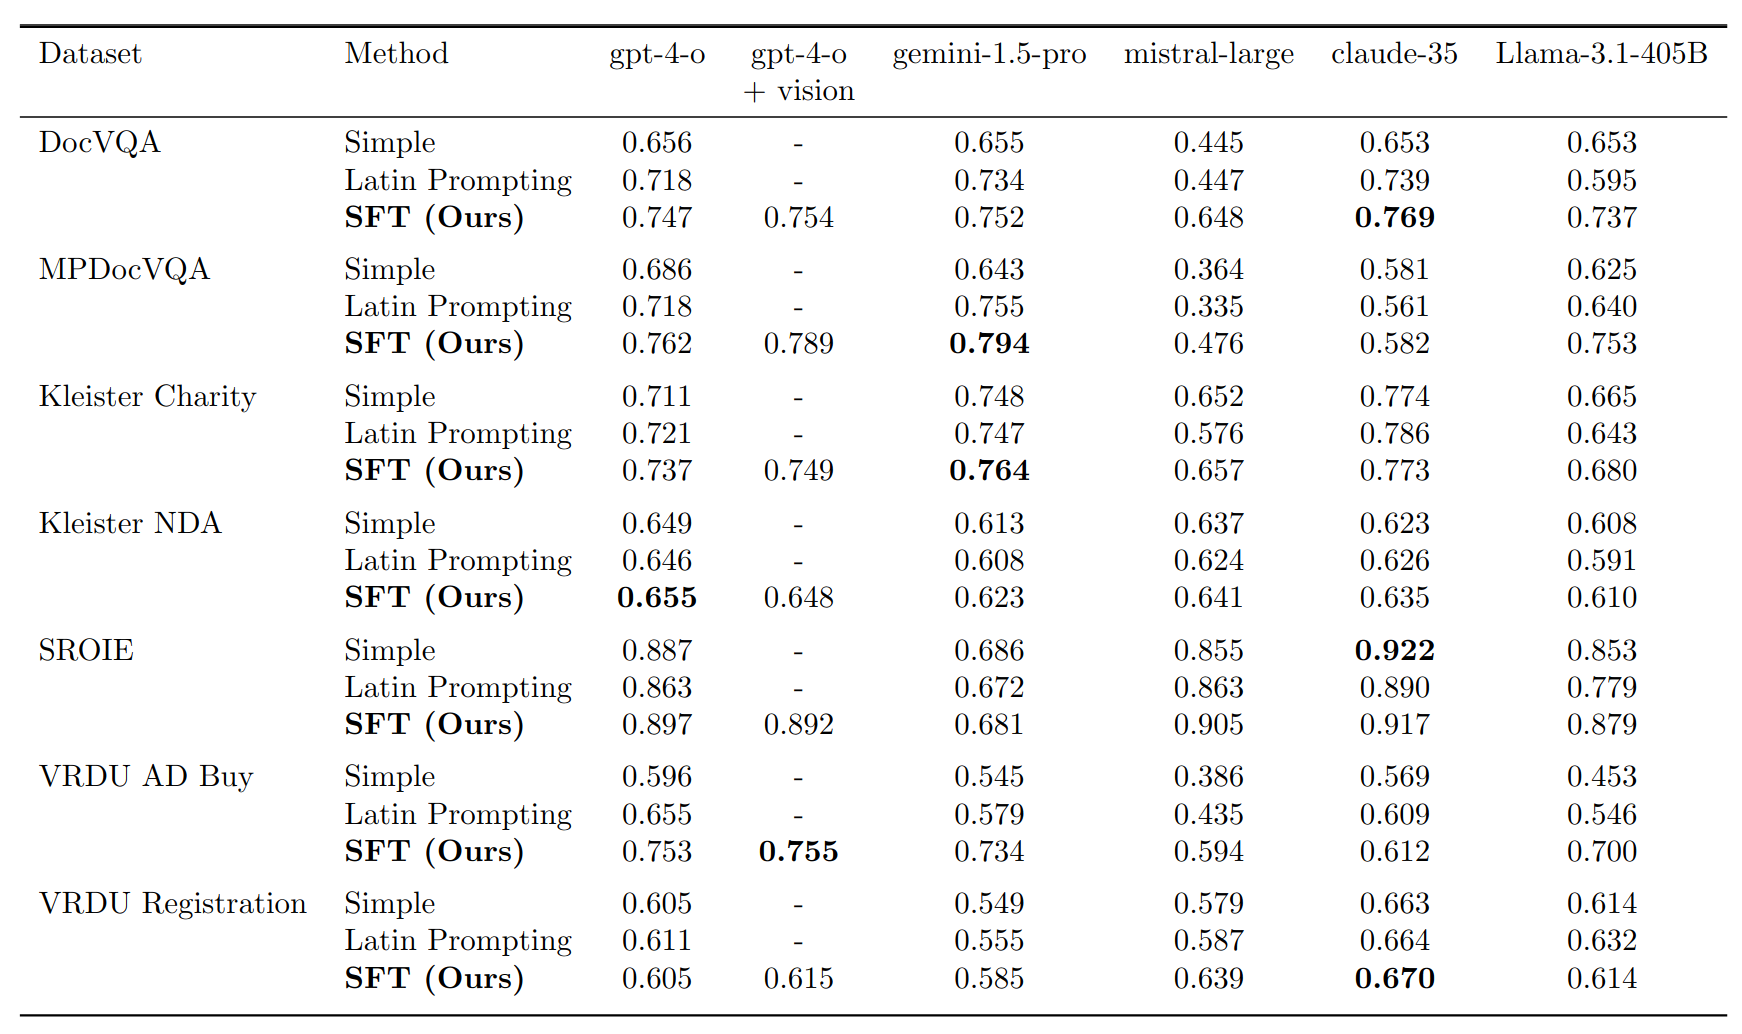 Dataset Method gpt-4-o gpt-4-o gemini-1.5-pro mistral-large claude-35 Llama-3.1-405B
+ vision
DocVQA Simple 0.656 - 0.655 0.445 0.653 0.653
Latin Prompting 0.718 - 0.734 0.447 0.739 0.595
SFT (Ours) 0.747 0.754 0.752 0.648 0.769 0.737
MPDocVQA Simple 0.686 - 0.643 0.364 0.581 0.625
Latin Prompting 0.718 - 0.755 0.335 0.561 0.640
SFT (Ours) 0.762 0.789 0.794 0.476 0.582 0.753
Kleister Charity Simple 0.711 - 0.748 0.652 0.774 0.665
Latin Prompting 0.721 - 0.747 0.576 0.786 0.643
SFT (Ours) 0.737 0.749 0.764 0.657 0.773 0.680
Kleister NDA Simple 0.649 - 0.613 0.637 0.623 0.608
Latin Prompting 0.646 - 0.608 0.624 0.626 0.591
SFT (Ours) 0.655 0.648 0.623 0.641 0.635 0.610
SROIE Simple 0.887 - 0.686 0.855 0.922 0.853
Latin Prompting 0.863 - 0.672 0.863 0.890 0.779
SFT (Ours) 0.897 0.892 0.681 0.905 0.917 0.879
VRDU AD Buy Simple 0.596 - 0.545 0.386 0.569 0.453
Latin Prompting 0.655 - 0.579 0.435 0.609 0.546
SFT (Ours) 0.753 0.755 0.734 0.594 0.612 0.700
VRDU Registration Simple 0.605 - 0.549 0.579 0.663 0.614
Latin Prompting 0.611 - 0.555 0.587 0.664 0.632
SFT (Ours) 0.605 0.615 0.585 0.639 0.670 0.614